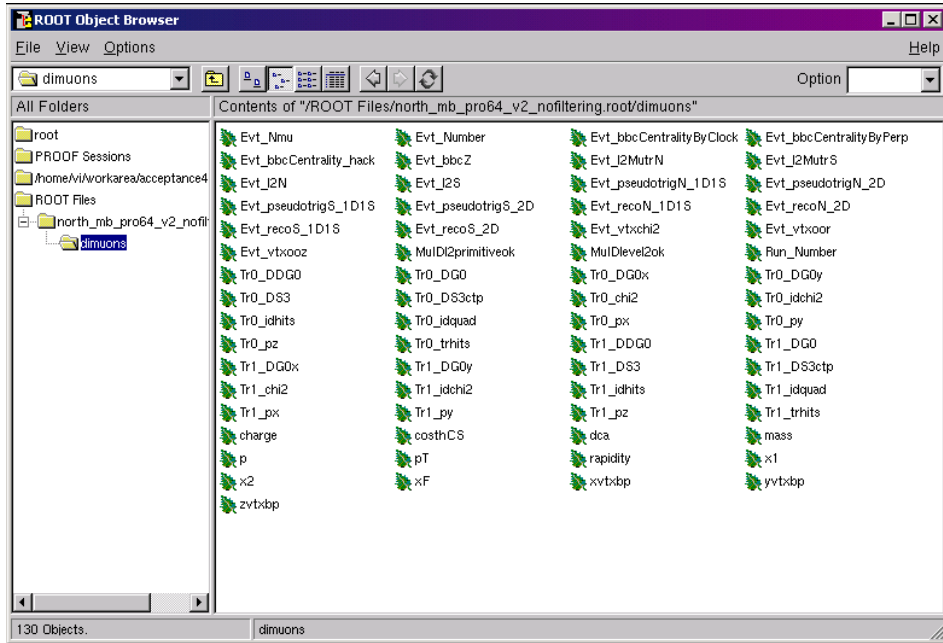 ROOT Object Browser
File View Options Help
dimuons Option
All Folders Contents of "/ROOT Files/north_mb_pro64_v2_nofiltering.root/dimuons"
root
PROOF Sessions
/home/vi/workarea/acceptance4
ROOT Files
north_mb_pro64_v2_nofilt
dimuons
Evt_Nmu Evt_Number Evt_bbcCentralityByClock Evt_bbcCentralityByPerp
Evt_bbcCentrality_hack Evt_bbcZ Evt_l2MutrN Evt_l2MutrS
Evt_l2N Evt_l2S Evt_pseudotrigN_1D1S Evt_pseudotrigN_2D
Evt_pseudotrigS_1D1S Evt_pseudotrigS_2D Evt_recoN_1D1S Evt_recoN_2D
Evt_recoS_1D1S Evt_recoS_2D Evt_vtxchi2 Evt_vtxoor
Evt_vtxooz MuIDl2primitiveok MuIDlevel2ok Run_Number
Tr0_DDG0 Tr0_DG0 Tr0_DG0x Tr0_DG0y
Tr0_DS3 Tr0_DS3ctp Tr0_chi2 Tr0_idchi2
Tr0_idhits Tr0_idquad Tr0_px Tr0_py
Tr0_pz Tr0_trhits Tr1_DDG0 Tr1_DG0
Tr1_DG0x Tr1_DG0y Tr1_DS3 Tr1_DS3ctp
Tr1_chi2 Tr1_idchi2 Tr1_idhits Tr1_idquad
Tr1_px Tr1_py Tr1_pz Tr1_trhits
charge costhCS dca mass
p pT rapidity x1
x2 xF xvtxbp yvtxbp
zvtxbp
130 Objects. dimuons